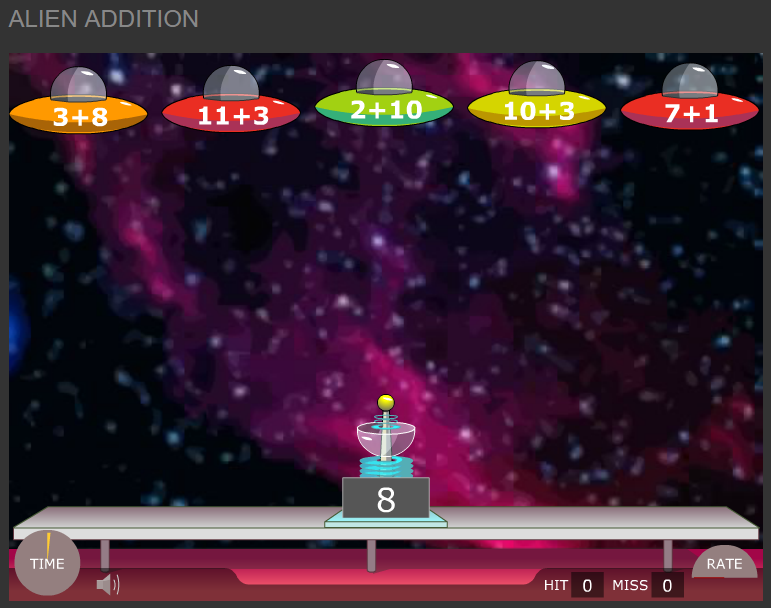 ALIEN ADDITION
3+8 11+3 2+10 10+3 7+1
8
TIME
HIT 0 MISS 0
RATE